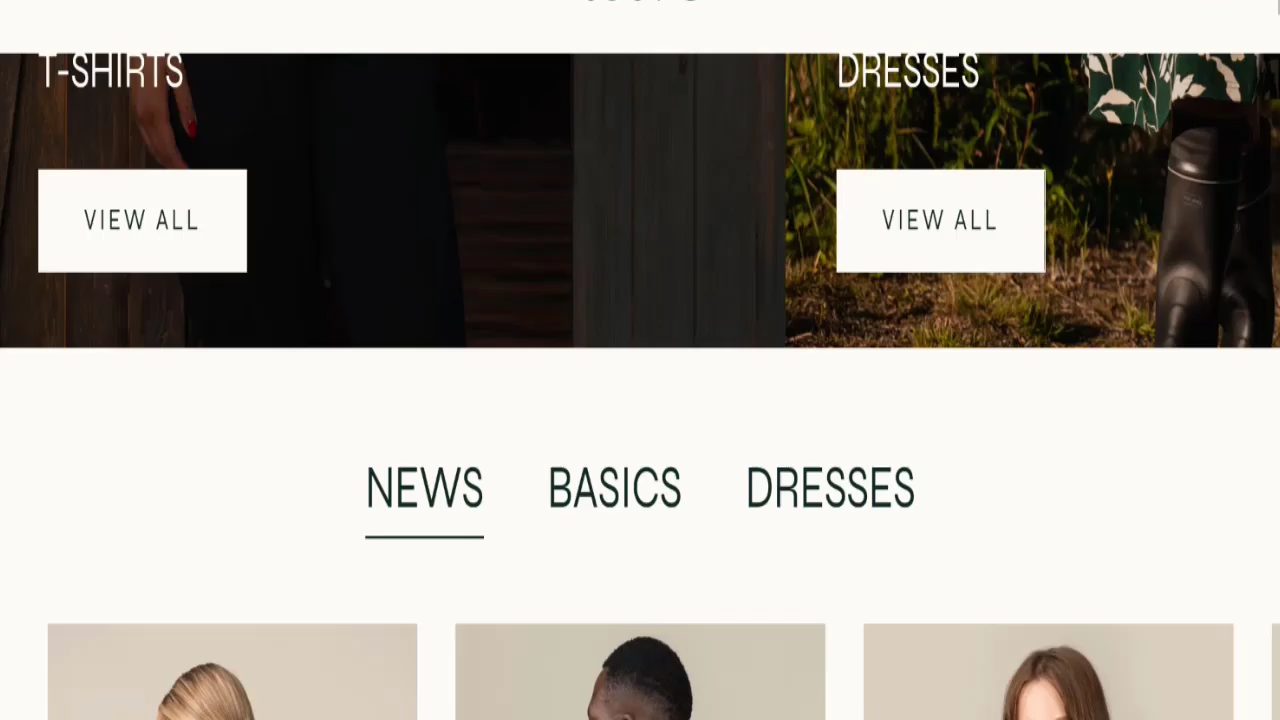 T-SHIRTS
DRESSES
VIEW ALL
VIEW ALL
NEWS BASICS DRESSES